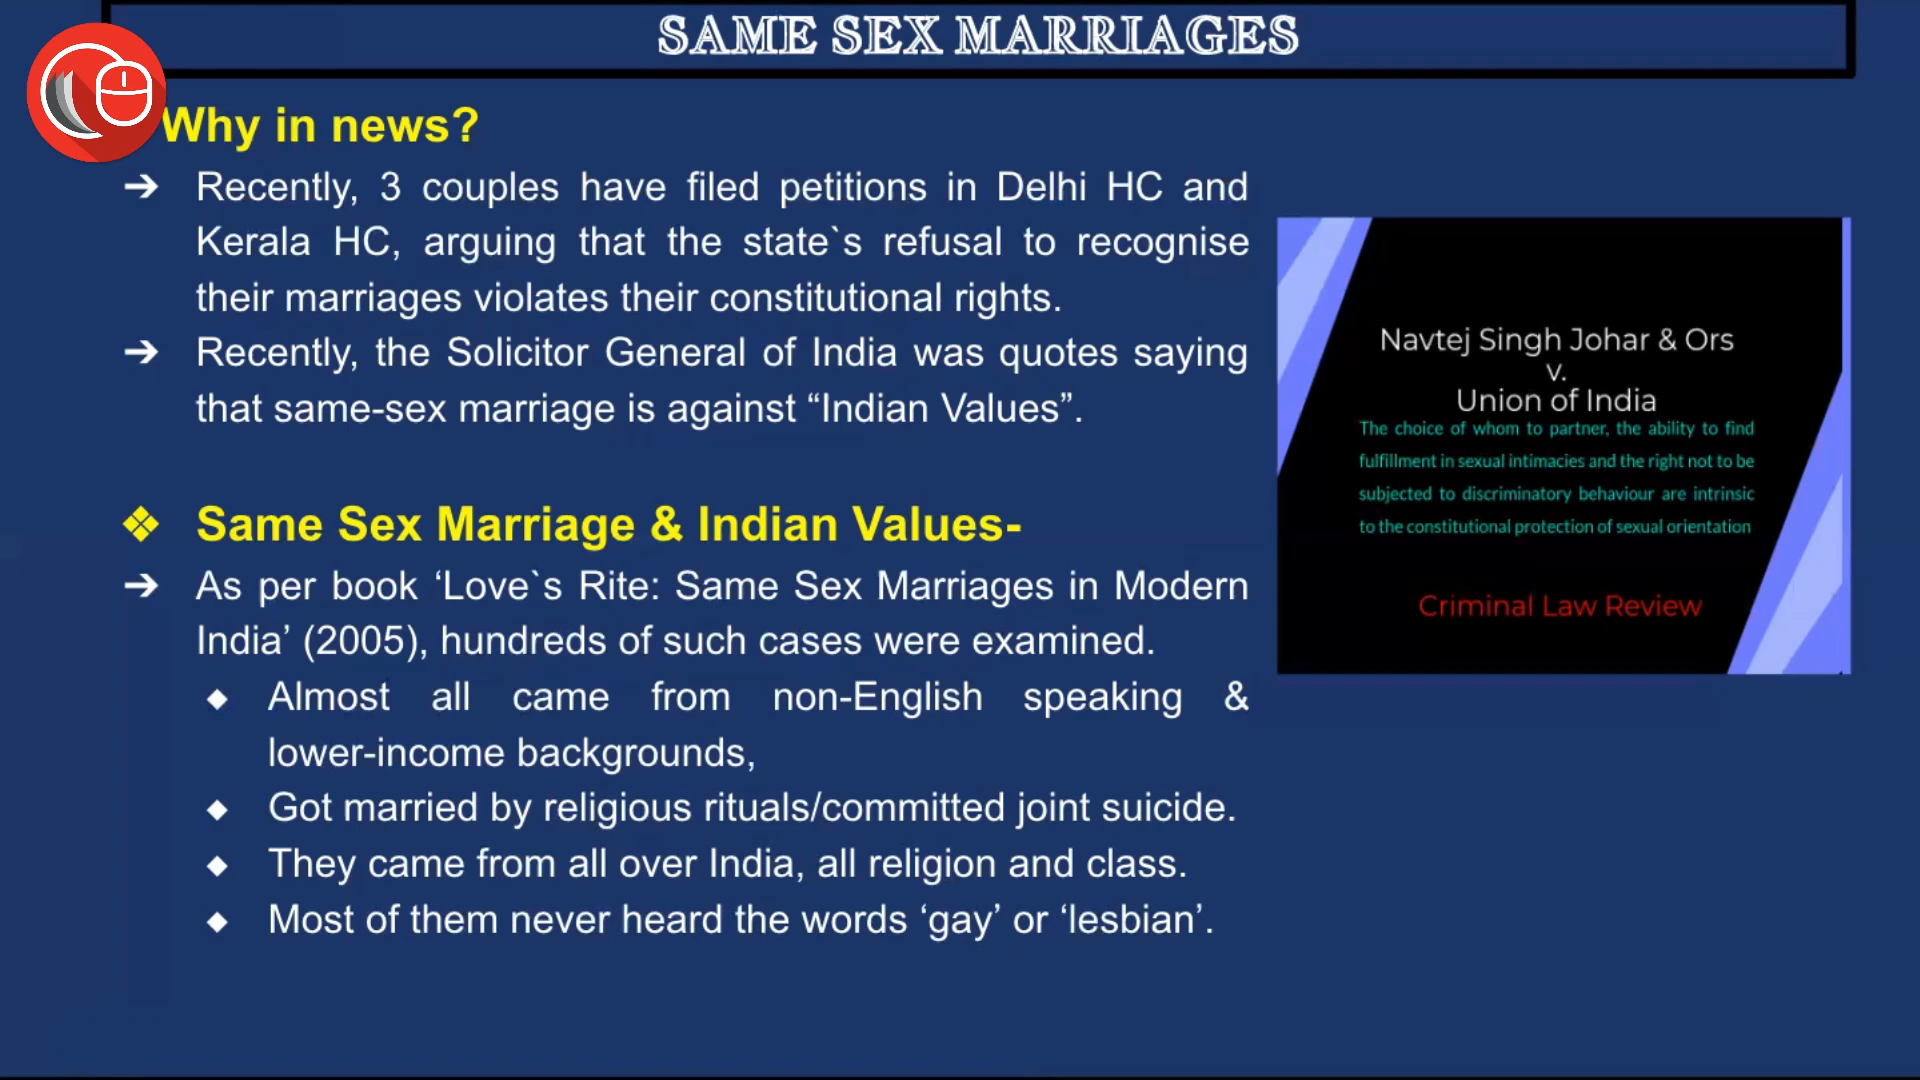 SAME SEX MARRIAGES
Why in news?
➔ Recently, 3 couples have filed petitions in Delhi HC and
Kerala HC, arguing that the state`s refusal to recognise
their marriages violates their constitutional rights.
➔ Recently, the Solicitor General of India was quotes saying
that same-sex marriage is against “Indian Values”.
❖ Same Sex Marriage & Indian Values-
➔ As per book ‘Love`s Rite: Same Sex Marriages in Modern
India’ (2005), hundreds of such cases were examined.
◆ Almost all came from non-English speaking &
lower-income backgrounds,
◆ Got married by religious rituals/committed joint suicide.
◆ They came from all over India, all religion and class.
◆ Most of them never heard the words ‘gay’ or ‘lesbian’.
Navtej Singh Johar & Ors
v.
Union of India
The choice of whom to partner, the ability to find
fulfillment in sexual intimacies and the right not to be
subjected to discriminatory behaviour are intrinsic
to the constitutional protection of sexual orientation
Criminal Law Review